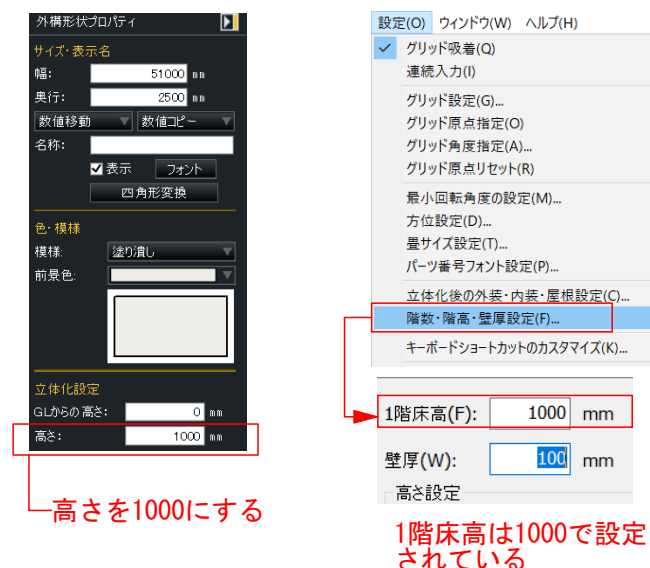 外構形状プロパティ
サイズ・表示名
幅: 51000 mm
奥行: 2500 mm
数値移動 数値コピー
名称:
表示 フォント
四角形変換
色・模様
模様: 塗り潰し
前景色:
立体化設定
GLからの高さ: 0 mm
高さ: 1000 mm
高さを1000にする
設定(O) ウィンドウ(W) ヘルプ(H)
グリッド吸着(Q)
連続入力(I)
グリッド設定(G)...
グリッド原点指定(O)
グリッド角度指定(A)...
グリッド原点リセット(R)
最小回転角度の設定(M)...
方位設定(D)...
畳サイズ設定(T)...
パーツ番号フォント設定(P)...
立体化後の外装・内装・屋根設定(C)...
階数・階高・壁厚設定(F)...
キーボードショートカットのカスタマイズ(K)...
1階床高(F): 1000 mm
壁厚(W): 100 mm
高さ設定
1階床高は1000で設定
されている